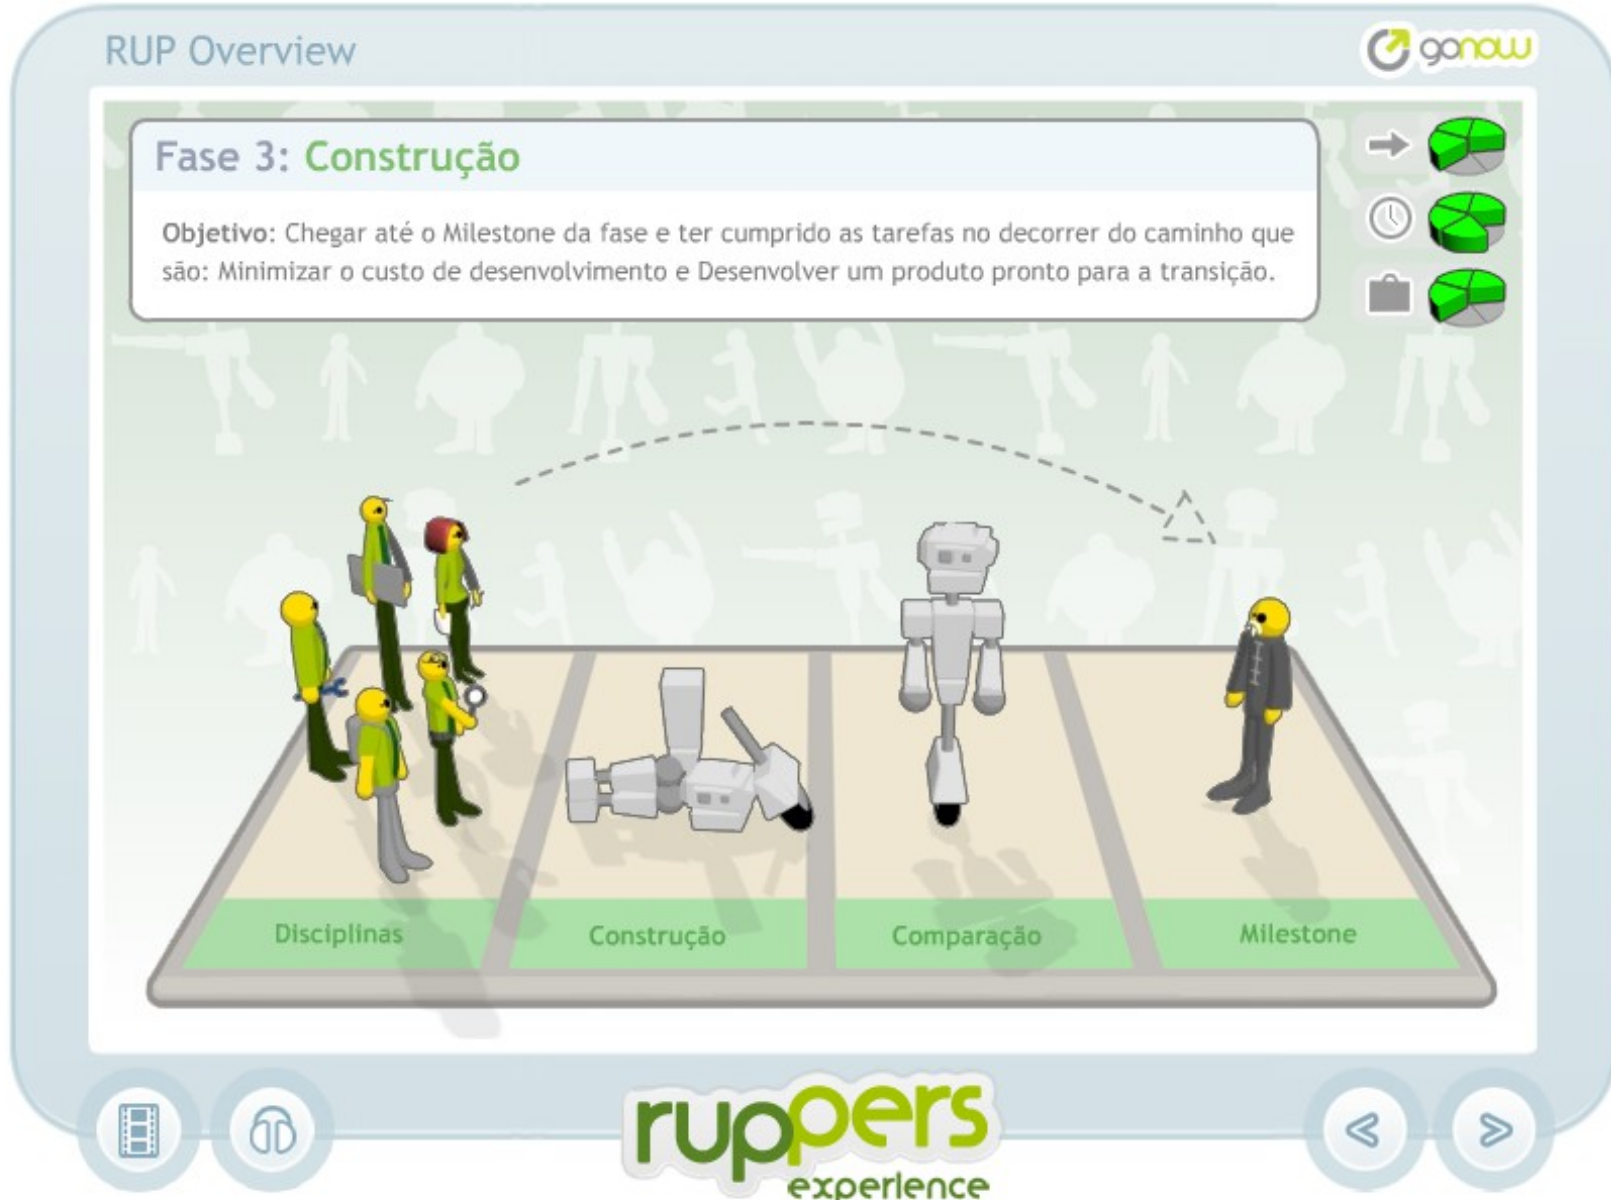 RUP Overview
gonow
Fase 3: Construção
Objetivo: Chegar até o Milestone da fase e ter cumprido as tarefas no decorrer do caminho que
são: Minimizar o custo de desenvolvimento e Desenvolver um produto pronto para a transição.
Disciplinas
Construção
Comparação
Milestone
ruppers
experience